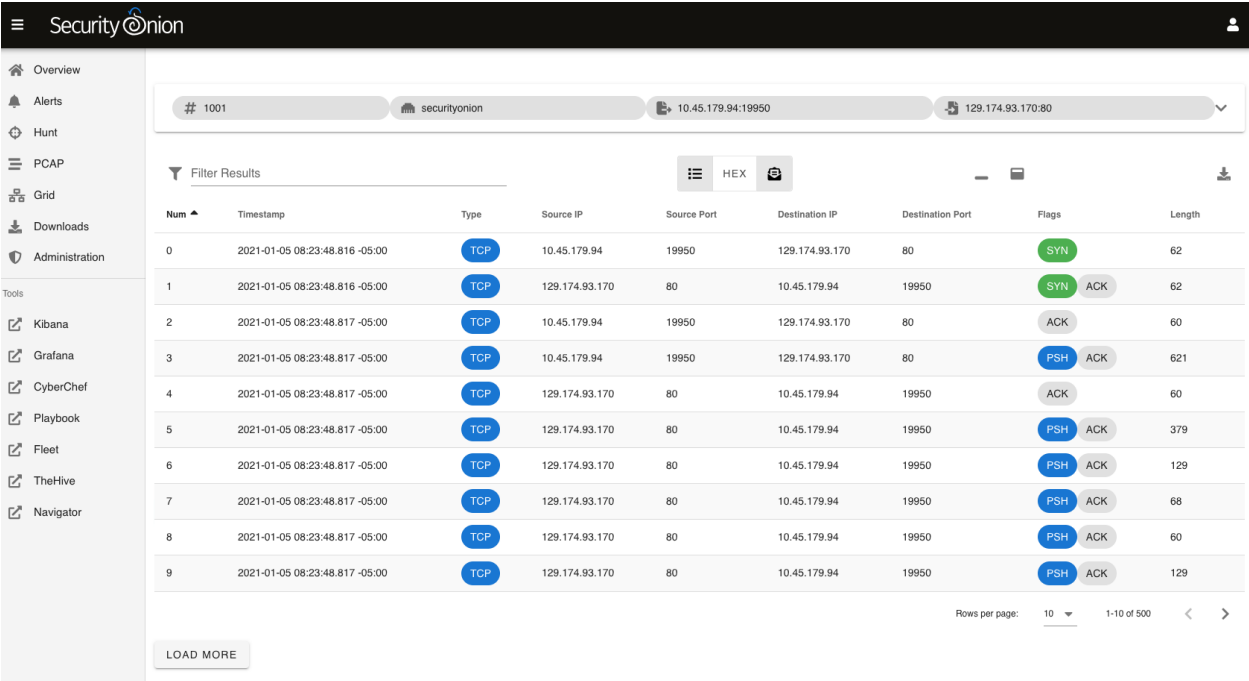 Security Onion
Overview
Alerts
Hunt
PCAP
Grid
Downloads
Administration
Tools
Kibana
Grafana
CyberChef
Playbook
Fleet
TheHive
Navigator
# 1001 securityonion 10.45.179.94:19950 129.174.93.170:80
Filter Results HEX
Num Timestamp Type Source IP Source Port Destination IP Destination Port Flags Length
0 2021-01-05 08:23:48.816 -05:00 TCP 10.45.179.94 19950 129.174.93.170 80 SYN 62
1 2021-01-05 08:23:48.816 -05:00 TCP 129.174.93.170 80 10.45.179.94 19950 SYN ACK 62
2 2021-01-05 08:23:48.817 -05:00 TCP 10.45.179.94 19950 129.174.93.170 80 ACK 60
3 2021-01-05 08:23:48.817 -05:00 TCP 10.45.179.94 19950 129.174.93.170 80 PSH ACK 621
4 2021-01-05 08:23:48.817 -05:00 TCP 129.174.93.170 80 10.45.179.94 19950 ACK 60
5 2021-01-05 08:23:48.817 -05:00 TCP 129.174.93.170 80 10.45.179.94 19950 PSH ACK 379
6 2021-01-05 08:23:48.817 -05:00 TCP 129.174.93.170 80 10.45.179.94 19950 PSH ACK 129
7 2021-01-05 08:23:48.817 -05:00 TCP 129.174.93.170 80 10.45.179.94 19950 PSH ACK 68
8 2021-01-05 08:23:48.817 -05:00 TCP 129.174.93.170 80 10.45.179.94 19950 PSH ACK 60
9 2021-01-05 08:23:48.817 -05:00 TCP 129.174.93.170 80 10.45.179.94 19950 PSH ACK 129
Rows per page: 10 1-10 of 500
LOAD MORE